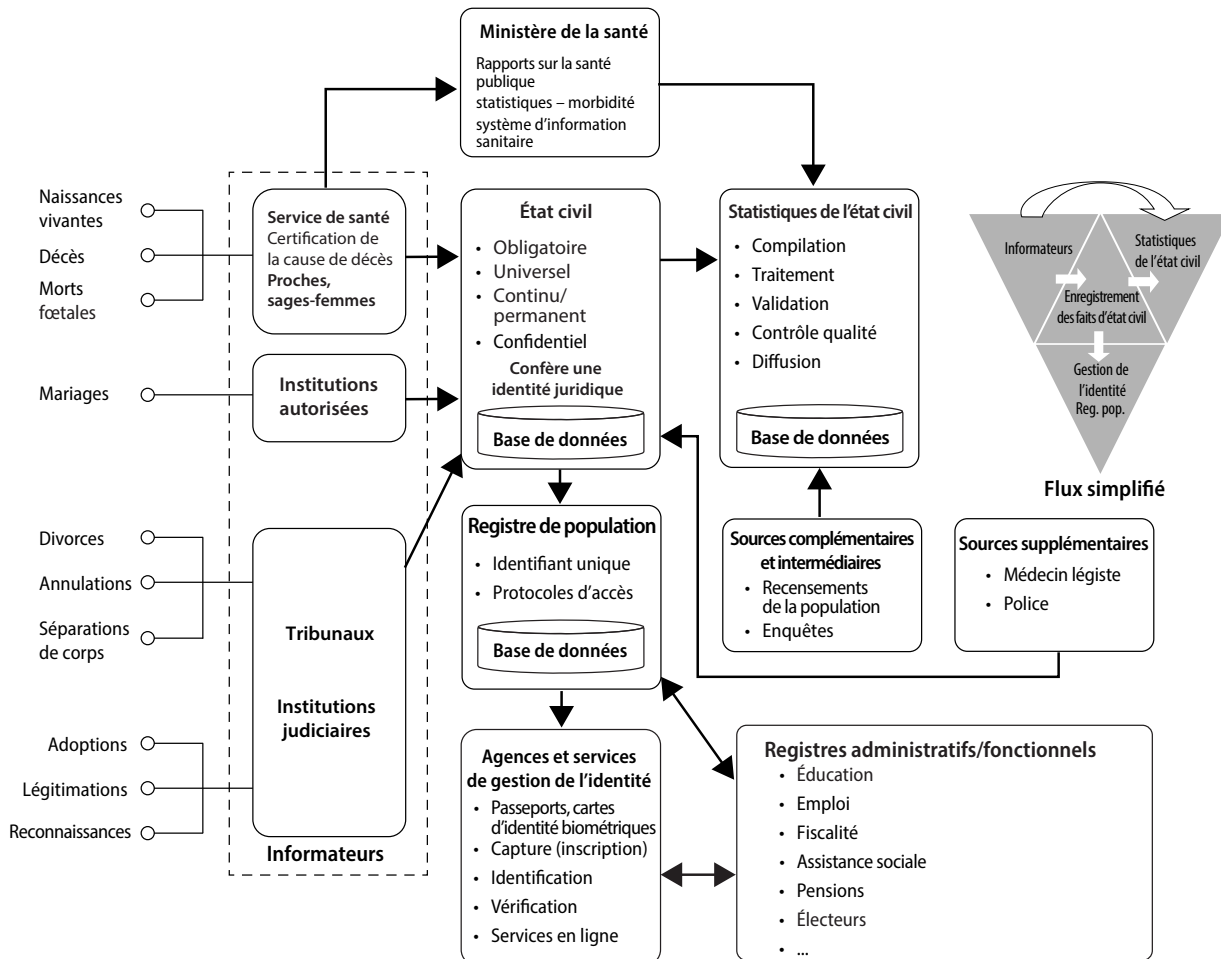 Ministère de la santé
Rapports sur la santé
publique
statistiques – morbidité
système d’information
sanitaire
Naissances
vivantes
Décès
Morts
fœtales
Mariages
Divorces
Annulations
Séparations
de corps
Adoptions
Légitimations
Reconnaissances
Service de santé
Certification de
la cause de décès
Proches,
sages-femmes
Institutions
autorisées
Tribunaux
Institutions
judiciaires
Informateurs
État civil
• Obligatoire
• Universel
• Continu/
permanent
• Confidentiel
Confère une
identité juridique
Base de données
Statistiques de l’état civil
• Compilation
• Traitement
• Validation
• Contrôle qualité
• Diffusion
Base de données
Informateurs
Statistiques
de l’état civil
Enregistrement
des faits d’état civil
Gestion de
l’identité
Reg. pop.
Flux simplifié
Registre de population
• Identifiant unique
• Protocoles d’accès
Base de données
Sources complémentaires
et intermédiaires
• Recensements
de la population
• Enquêtes
Sources supplémentaires
• Médecin légiste
• Police
Agences et services
de gestion de l’identité
• Passeports, cartes
d’identité biométriques
• Capture (inscription)
• Identification
• Vérification
• Services en ligne
Registres administratifs/fonctionnels
• Éducation
• Emploi
• Fiscalité
• Assistance sociale
• Pensions
• Électeurs
• ...